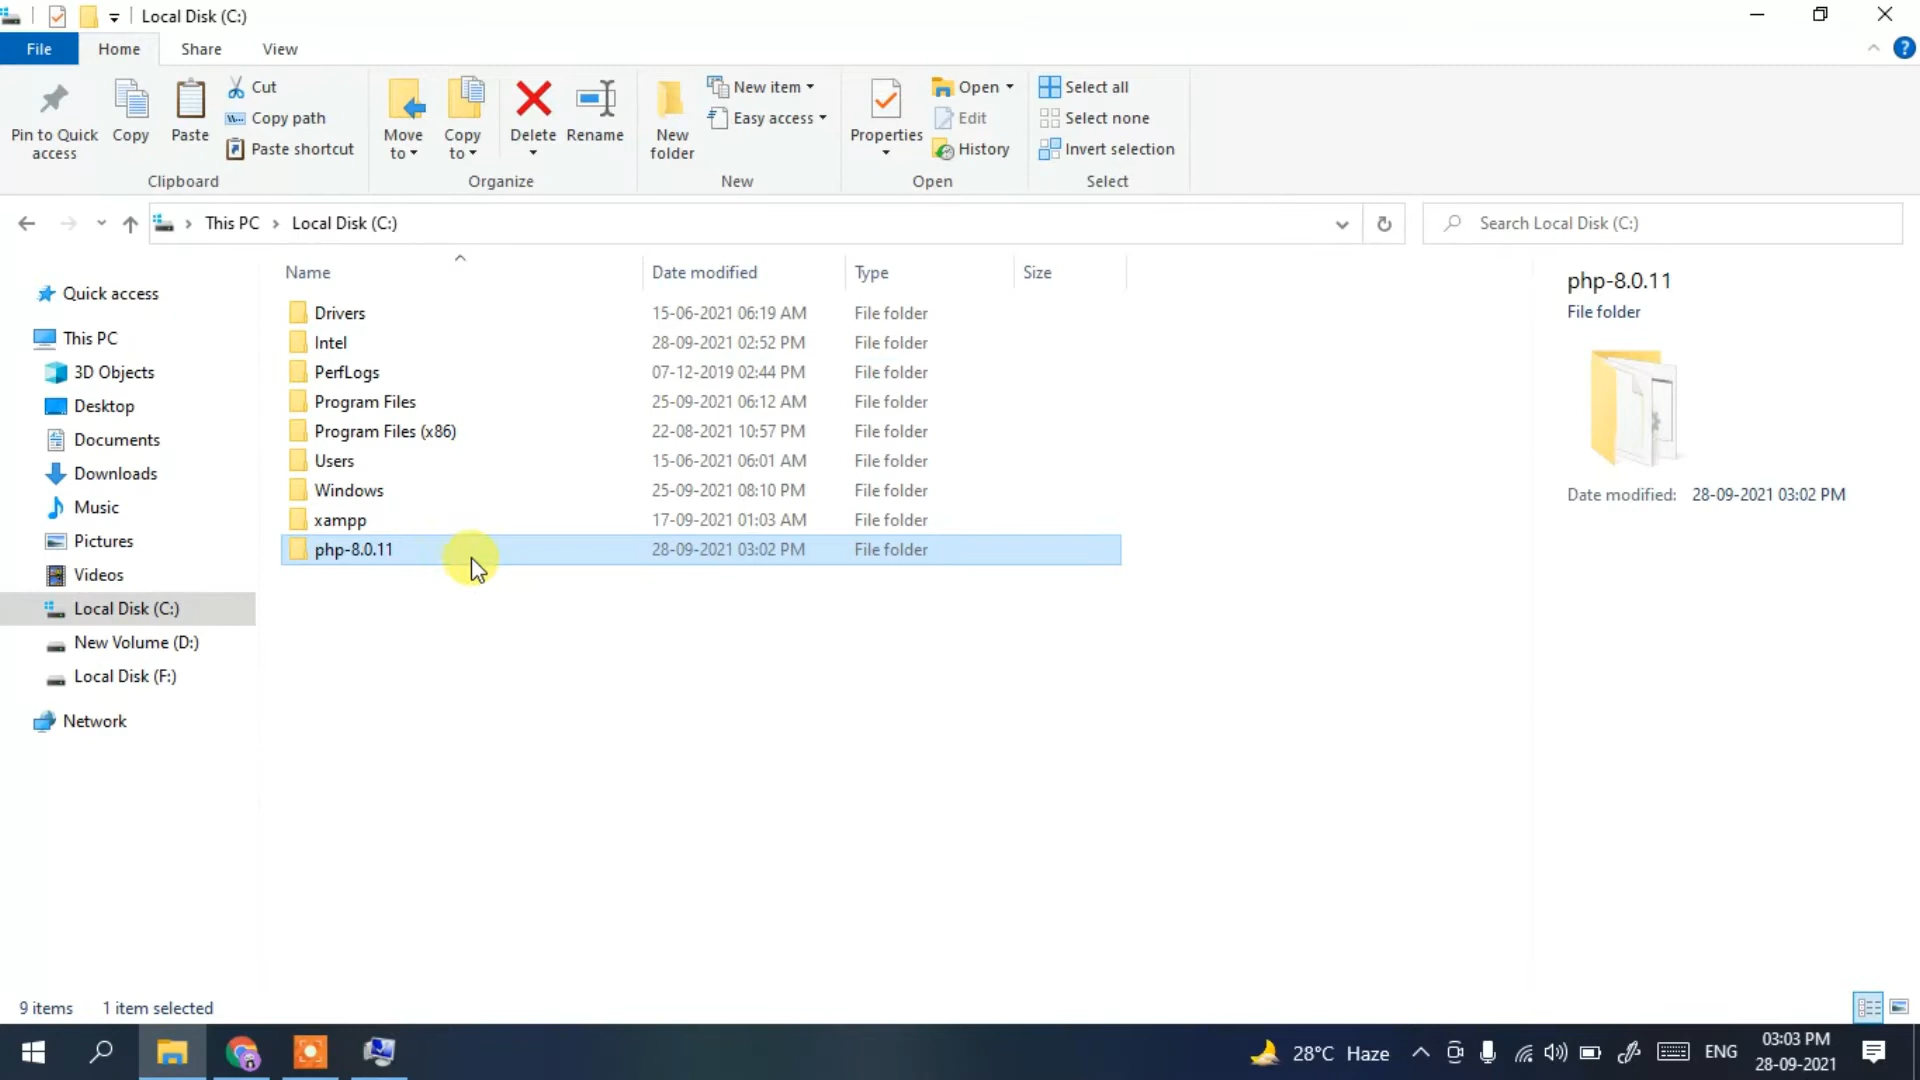 Local Disk (C:)
File Home Share View
Pin to Quick access
Copy
Paste
Cut
Copy path
Paste shortcut
Clipboard
Move to
Copy to
Delete
Rename
Organize
New folder
New item
Easy access
New
Properties
Open
Edit
History
Open
Select all
Select none
Invert selection
Select
This PC > Local Disk (C:)
Search Local Disk (C:)
Quick access
This PC
3D Objects
Desktop
Documents
Downloads
Music
Pictures
Videos
Local Disk (C:)
New Volume (D:)
Local Disk (F:)
Network
Name Date modified Type Size
Drivers 15-06-2021 06:19 AM File folder
Intel 28-09-2021 02:52 PM File folder
PerfLogs 07-12-2019 02:44 PM File folder
Program Files 25-09-2021 06:12 AM File folder
Program Files (x86) 22-08-2021 10:57 PM File folder
Users 15-06-2021 06:01 AM File folder
Windows 25-09-2021 08:10 PM File folder
xampp 17-09-2021 01:03 AM File folder
php-8.0.11 28-09-2021 03:02 PM File folder
php-8.0.11
File folder
Date modified: 28-09-2021 03:02 PM
9 items 1 item selected
28°C Haze
ENG
03:03 PM
28-09-2021